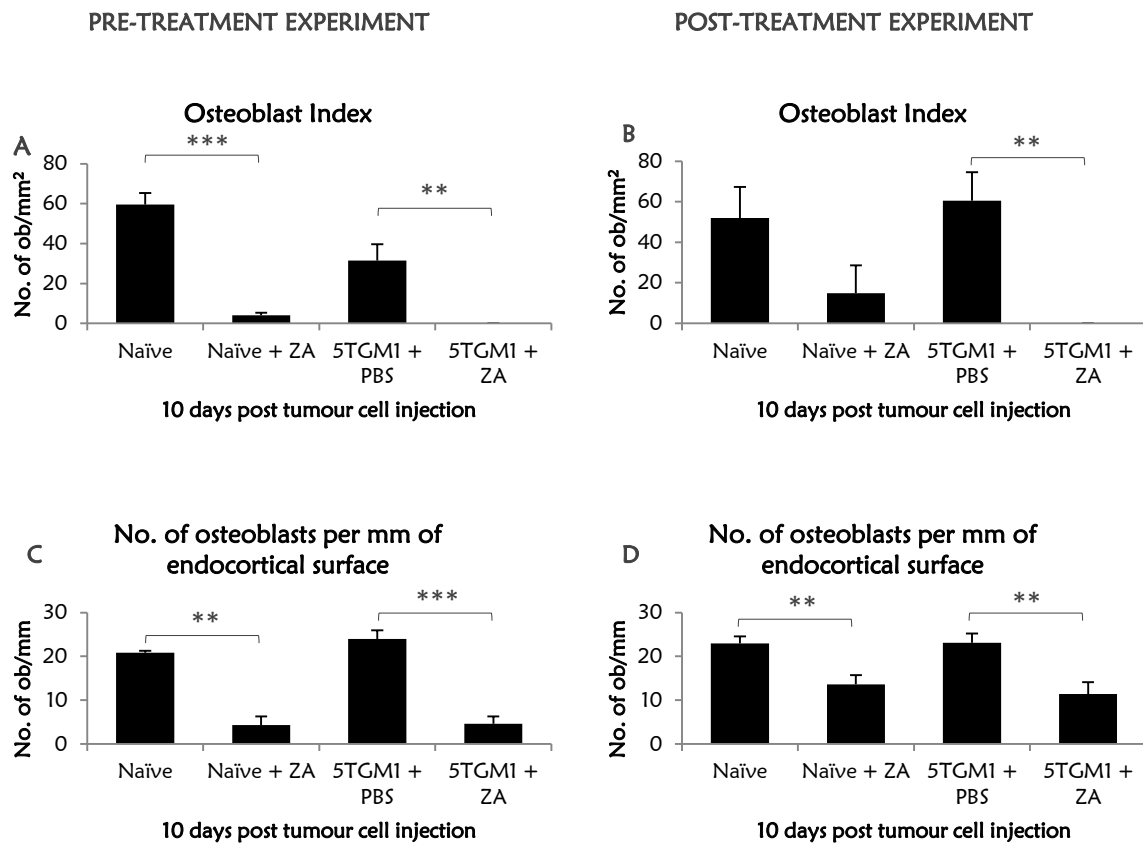 PRE-TREATMENT EXPERIMENT
POST-TREATMENT EXPERIMENT
A
Osteoblast Index
***
**
No. of ob/mm²
80
60
40
20
0
Naïve
Naïve + ZA
5TGM1 +
PBS
5TGM1 +
ZA
10 days post tumour cell injection
B
Osteoblast Index
**
No. of ob/mm²
80
60
40
20
0
Naïve
Naïve + ZA
5TGM1 +
PBS
5TGM1 +
ZA
10 days post tumour cell injection
C
No. of osteoblasts per mm of
endocortical surface
**
***
No. of ob/mm
30
20
10
0
Naïve
Naïve + ZA
5TGM1 +
PBS
5TGM1 +
ZA
10 days post tumour cell injection
D
No. of osteoblasts per mm of
endocortical surface
**
**
No. of ob/mm
30
20
10
0
Naïve
Naïve + ZA
5TGM1 +
PBS
5TGM1 +
ZA
10 days post tumour cell injection